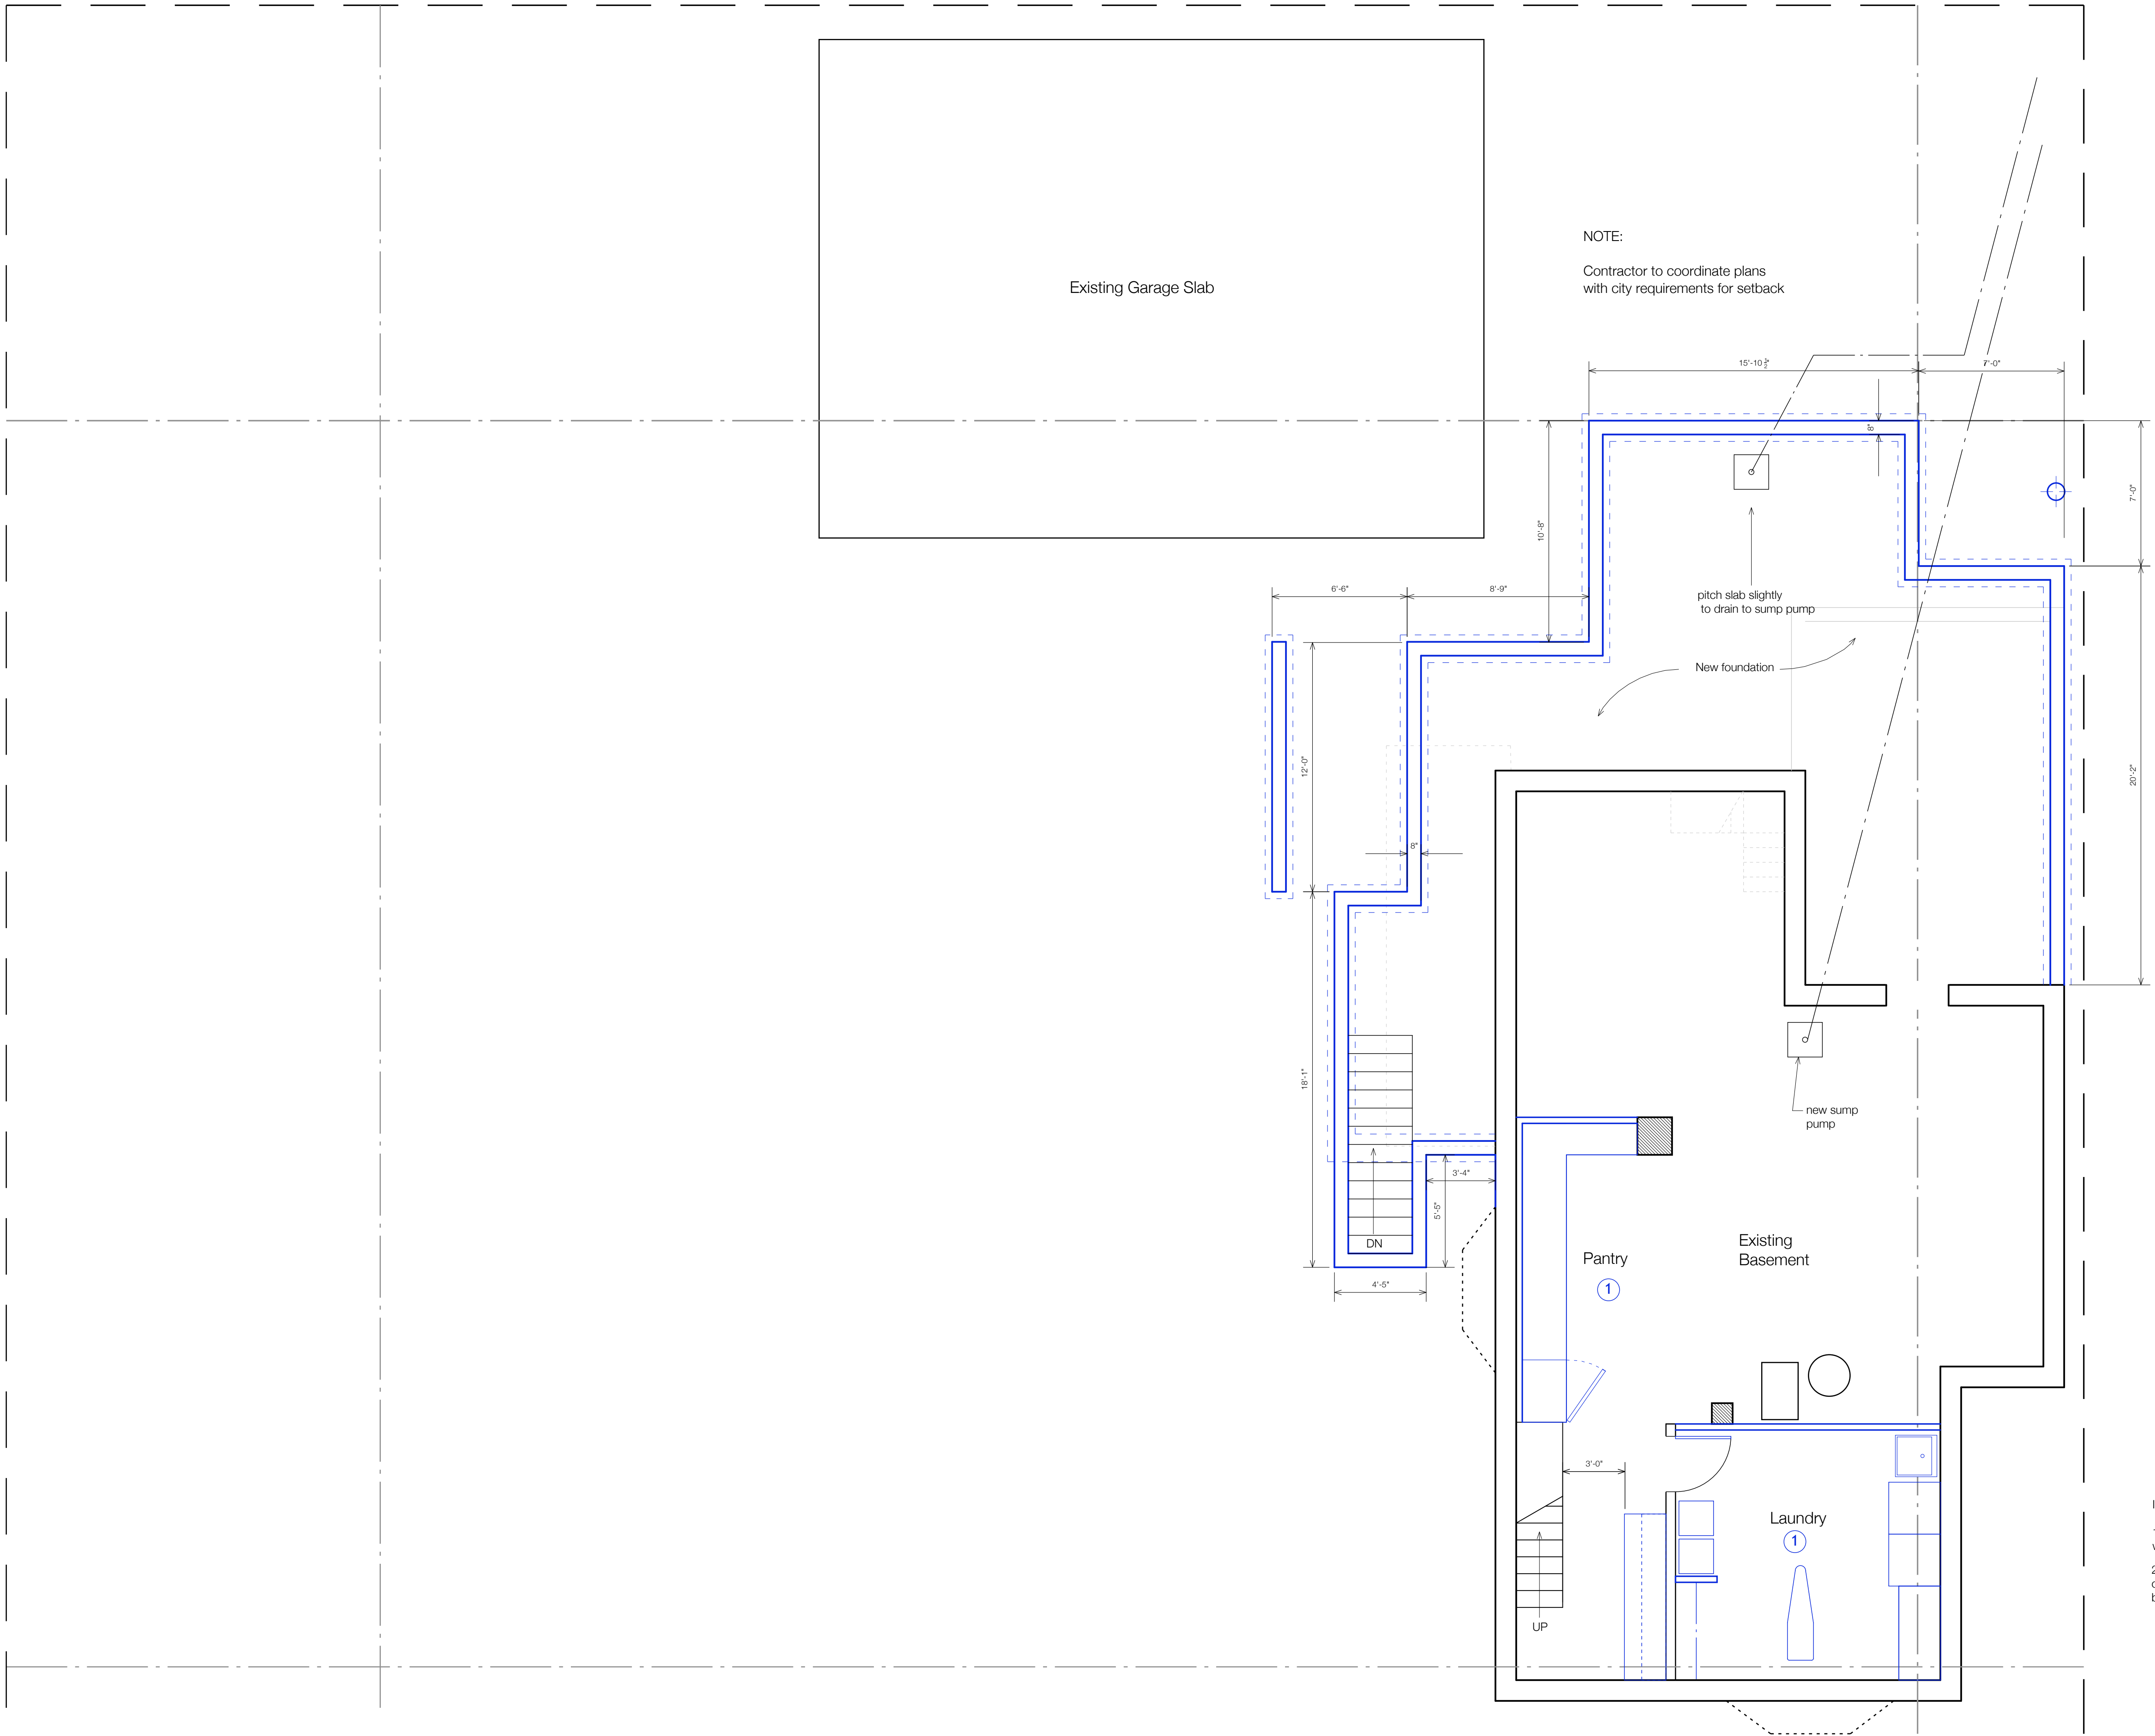 Existing Garage Slab
NOTE:
Contractor to coordinate plans
with city requirements for setback
15'-10 1/2"
7'-0"
8"
7'-0"
10'-8"
pitch slab slightly
to drain to sump pump
6'-6"
8'-9"
New foundation
12'-0"
20'-2"
8"
18'-1"
new sump
pump
3'-4"
5'-5"
DN
4'-5"
Pantry
1
Existing
Basement
3'-0"
Laundry
1
UP
2